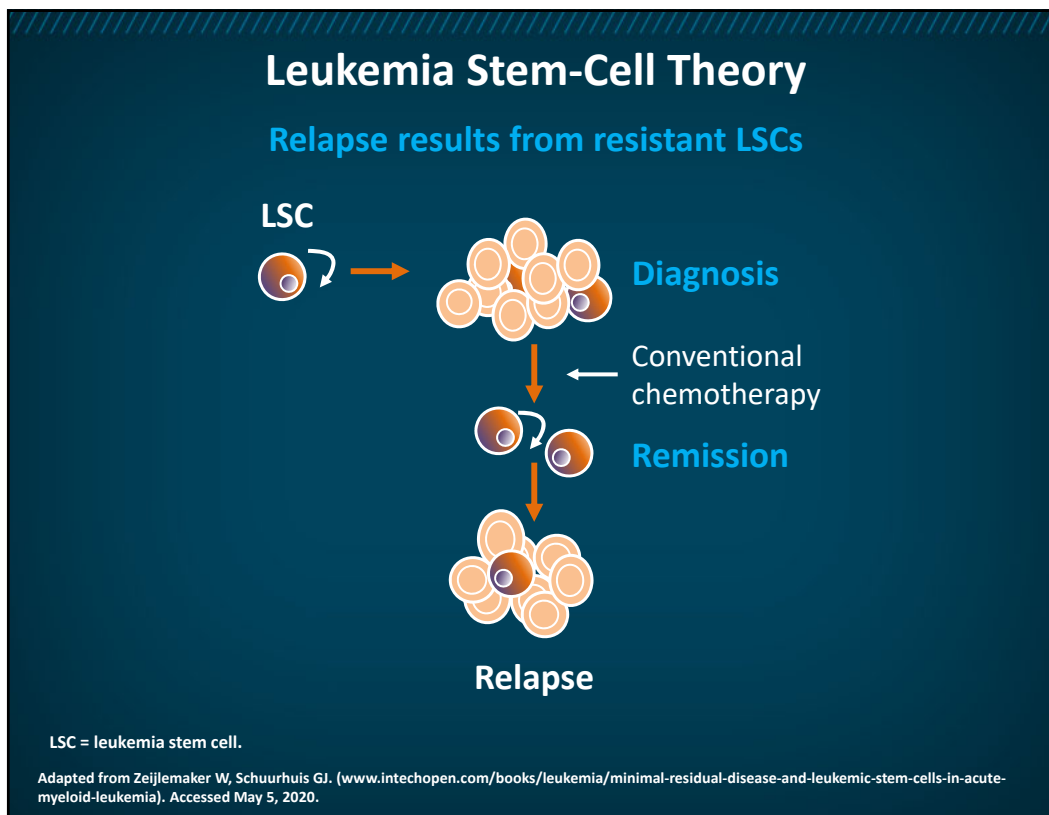 Leukemia Stem-Cell Theory
Relapse results from resistant LSCs
LSC
Diagnosis
Conventional
chemotherapy
Remission
Relapse
LSC = leukemia stem cell.
Adapted from Zeijlemaker W, Schuurhuis GJ. (www.intechopen.com/books/leukemia/minimal-residual-disease-and-leukemic-stem-cells-in-acute-
myeloid-leukemia). Accessed May 5, 2020.